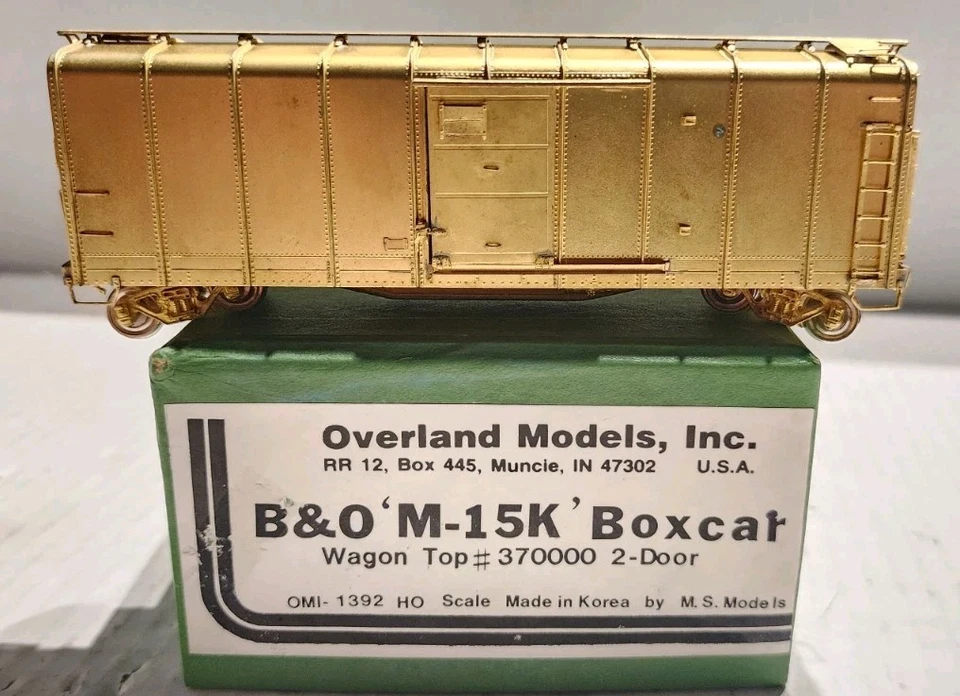 Overland Models, Inc.
RR 12, Box 445, Muncie, IN 47302 U.S.A.
B&O 'M-15K' Boxcar
Wagon Top # 370000 2-Door
OMI- 1392 HO Scale Made in Korea by M.S. Models